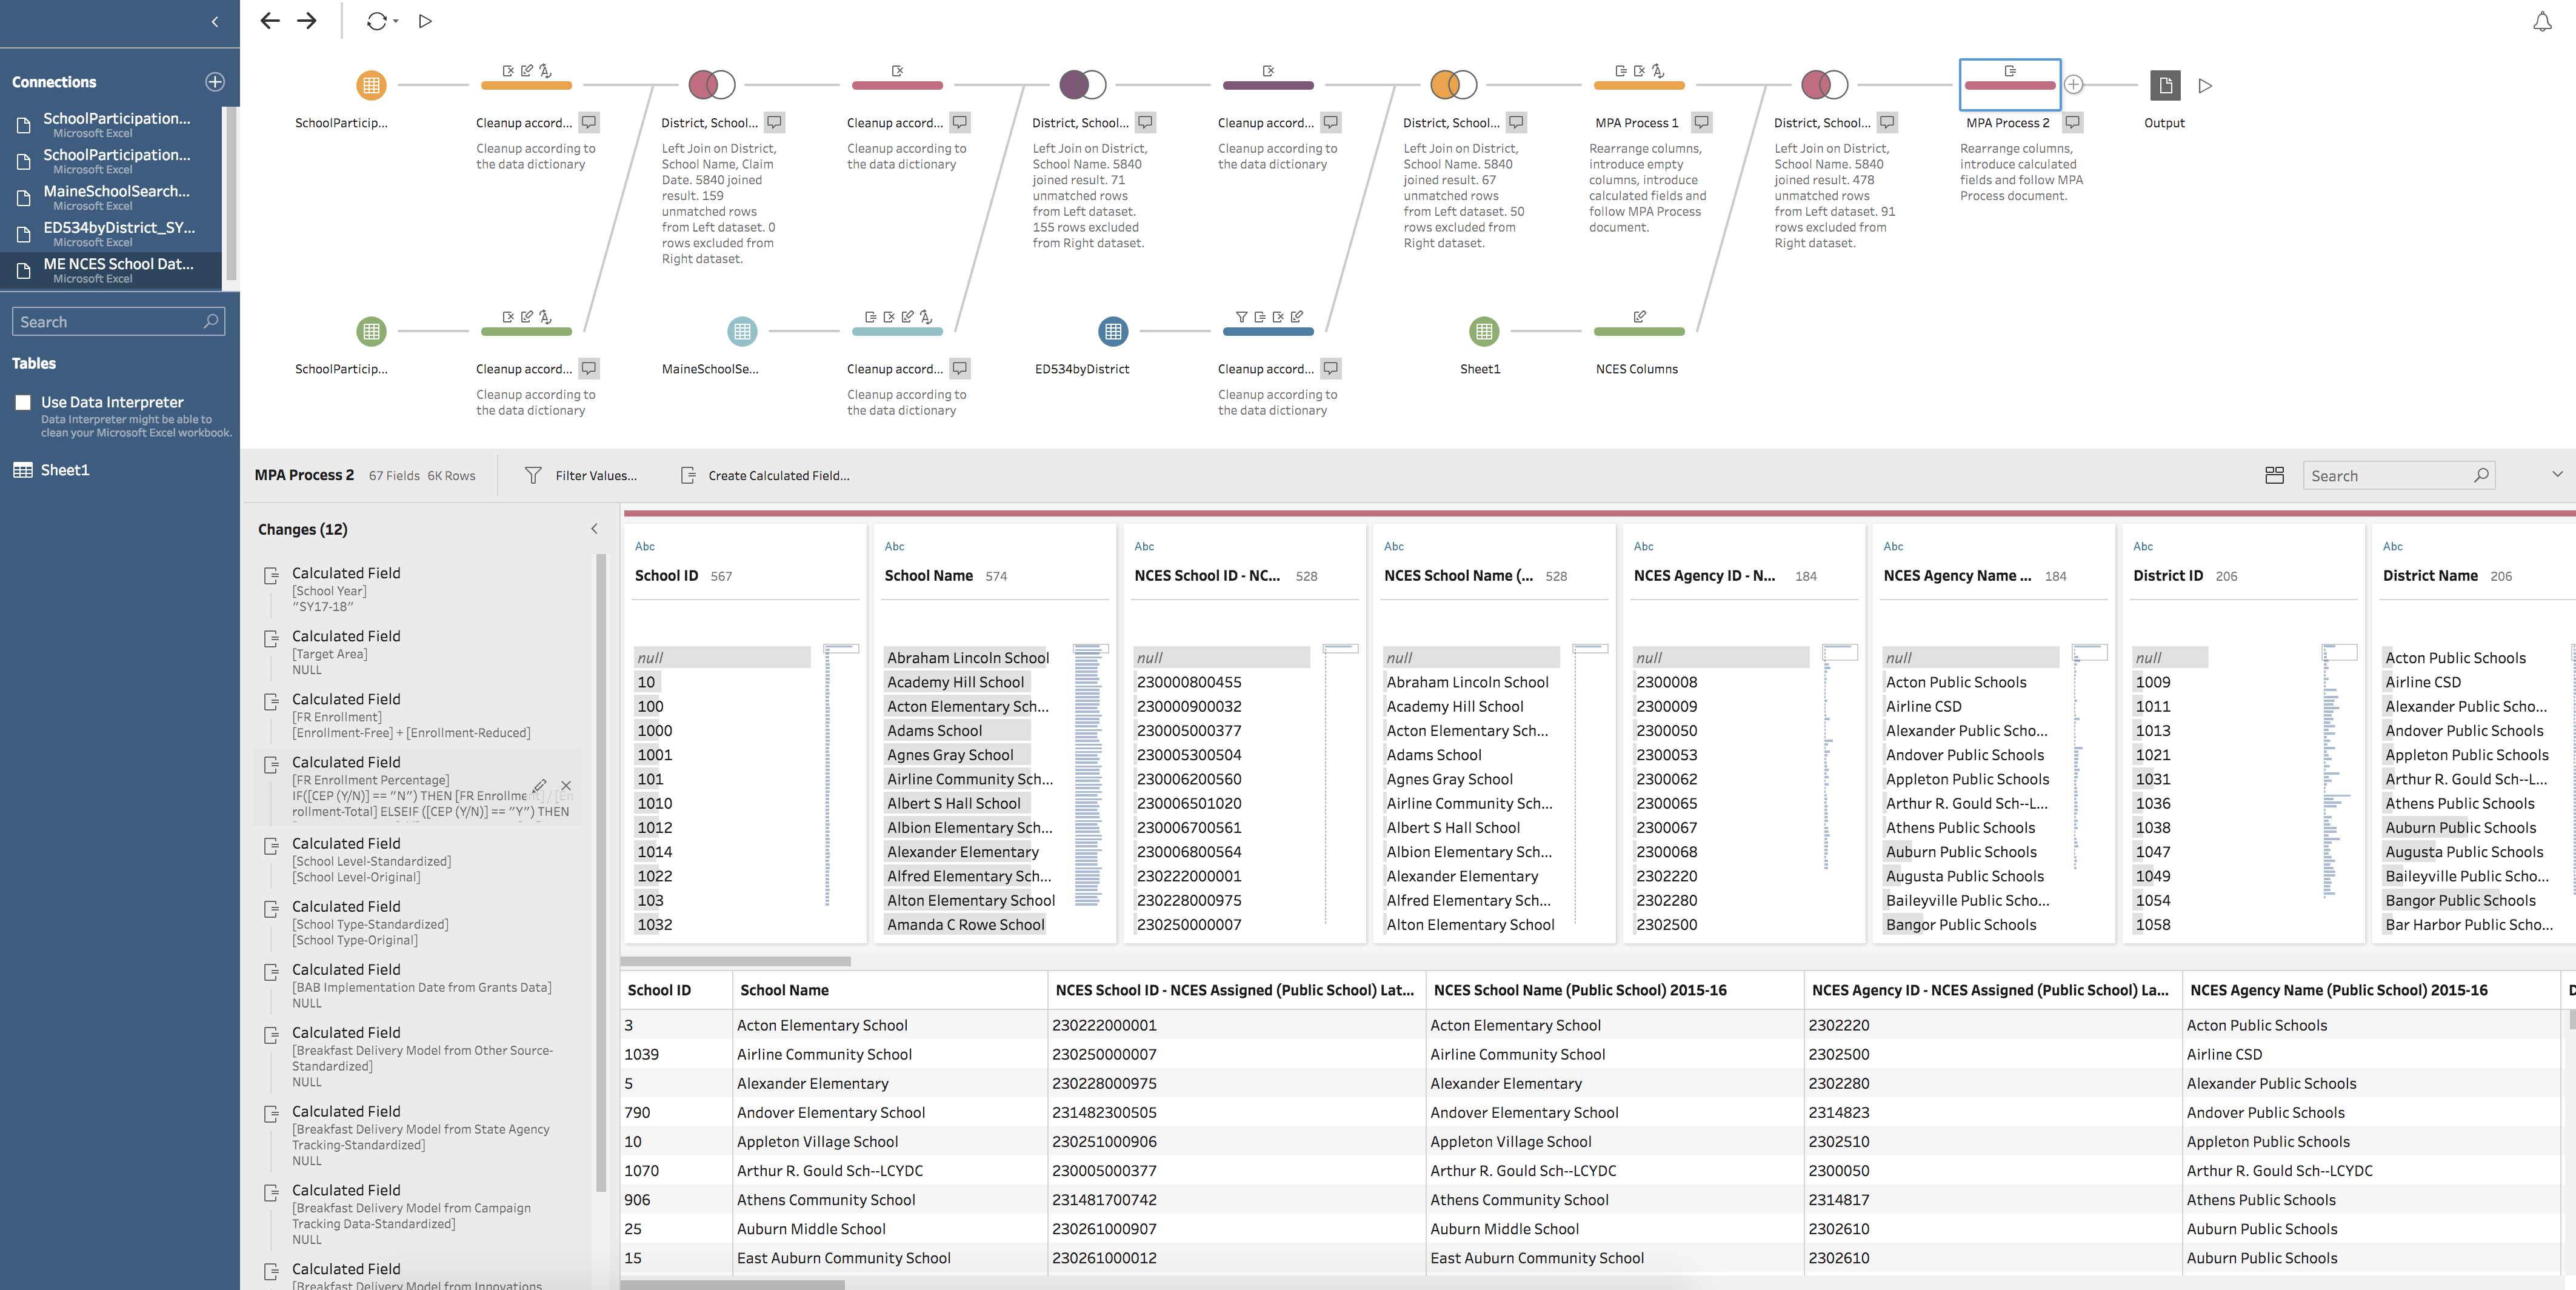 Connections
SchoolParticipation...
Microsoft Excel
SchoolParticipation...
Microsoft Excel
MaineSchoolSearch...
Microsoft Excel
ED534byDistrict_SY...
Microsoft Excel
ME NCES School Dat...
Microsoft Excel
Search
Tables
Use Data Interpreter
Data Interpreter might be able to
clean your Microsoft Excel workbook.
Sheet1
SchoolParticip...
Cleanup accord...
Cleanup according to
the data dictionary
District, School...
Left Join on District,
School Name, Claim
Date. 5840 joined
result. 159
unmatched rows
from Left dataset. 0
rows excluded from
Right dataset.
Cleanup accord...
Cleanup according to
the data dictionary
District, School...
Left Join on District,
School Name. 5840
joined result. 71
unmatched rows
from Left dataset.
155 rows excluded
from Right dataset.
Cleanup accord...
Cleanup according to
the data dictionary
District, School...
Left Join on District,
School Name. 5840
joined result. 67
unmatched rows
from Left dataset. 50
rows excluded from
Right dataset.
MPA Process 1
Rearrange columns,
introduce empty
columns, introduce
calculated fields and
follow MPA Process
document.
District, School...
Left Join on District,
School Name. 5840
joined result. 478
unmatched rows
from Left dataset. 91
rows excluded from
Right dataset.
MPA Process 2
Rearrange columns,
introduce calculated
fields and follow MPA
Process document.
Output
SchoolParticip...
Cleanup accord...
Cleanup according to
the data dictionary
MaineSchoolSe...
Cleanup accord...
Cleanup according to
the data dictionary
ED534byDistrict
Cleanup accord...
Cleanup according to
the data dictionary
Sheet1
NCES Columns
MPA Process 2 67 Fields 6K Rows Filter Values... Create Calculated Field... Search
Changes (12)
Calculated Field
[School Year]
"SY17-18"
Calculated Field
[Target Area]
NULL
Calculated Field
[FR Enrollment]
[Enrollment-Free] + [Enrollment-Reduced]
Calculated Field
[FR Enrollment Percentage]
IF([CEP (Y/N)] == "N") THEN [FR Enrollment] / [En
rollment-Total] ELSEIF ([CEP (Y/N)] == "Y") THEN
Calculated Field
[School Level-Standardized]
[School Level-Original]
Calculated Field
[School Type-Standardized]
[School Type-Original]
Calculated Field
[BAB Implementation Date from Grants Data]
NULL
Calculated Field
[Breakfast Delivery Model from Other Source-
Standardized]
NULL
Calculated Field
[Breakfast Delivery Model from State Agency
Tracking-Standardized]
NULL
Calculated Field
[Breakfast Delivery Model from Campaign
Tracking Data-Standardized]
NULL
Calculated Field
[Breakfast Delivery Model from Innovations
Abc
School ID 567
null
10
100
1000
1001
101
1010
1012
1014
1022
103
1032
Abc
School Name 574
Abraham Lincoln School
Academy Hill School
Acton Elementary Sch...
Adams School
Agnes Gray School
Airline Community Sch...
Albert S Hall School
Albion Elementary Sch...
Alexander Elementary
Alfred Elementary Sch...
Alton Elementary School
Amanda C Rowe School
Abc
NCES School ID - NC... 528
null
230000800455
230000900032
230005000377
230005300504
230006200560
230006501020
230006700561
230006800564
230222000001
230228000975
230250000007
Abc
NCES School Name (... 528
null
Abraham Lincoln School
Academy Hill School
Acton Elementary Sch...
Adams School
Agnes Gray School
Airline Community Sch...
Albert S Hall School
Albion Elementary Sch...
Alexander Elementary
Alfred Elementary Sch...
Alton Elementary School
Abc
NCES Agency ID - N... 184
null
2300008
2300009
2300050
2300053
2300062
2300065
2300067
2300068
2302220
2302280
2302500
Abc
NCES Agency Name ... 184
null
Acton Public Schools
Airline CSD
Alexander Public Scho...
Andover Public Schools
Appleton Public Schools
Arthur R. Gould Sch--L...
Athens Public Schools
Auburn Public Schools
Augusta Public Schools
Baileyville Public Scho...
Bangor Public Schools
Abc
District ID 206
null
1009
1011
1013
1021
1031
1036
1038
1047
1049
1054
1058
Abc
District Name 206
Acton Public Schools
Airline CSD
Alexander Public Scho...
Andover Public Schools
Appleton Public Schools
Arthur R. Gould Sch--L...
Athens Public Schools
Auburn Public Schools
Augusta Public Schools
Baileyville Public Scho...
Bangor Public Schools
Bar Harbor Public Scho...
School ID School Name NCES School ID - NCES Assigned (Public School) Lat... NCES School Name (Public School) 2015-16 NCES Agency ID - NCES Assigned (Public School) La... NCES Agency Name (Public School) 2015-16 D
3 Acton Elementary School 230222000001 Acton Elementary School 2302220 Acton Public Schools
1039 Airline Community School 230250000007 Airline Community School 2302500 Airline CSD
5 Alexander Elementary 230228000975 Alexander Elementary 2302280 Alexander Public Schools
790 Andover Elementary School 231482300505 Andover Elementary School 2314823 Andover Public Schools
10 Appleton Village School 230251000906 Appleton Village School 2302510 Appleton Public Schools
1070 Arthur R. Gould Sch--LCYDC 230005000377 Arthur R. Gould Sch--LCYDC 2300050 Arthur R. Gould Sch--LCYDC
906 Athens Community School 231481700742 Athens Community School 2314817 Athens Public Schools
25 Auburn Middle School 230261000907 Auburn Middle School 2302610 Auburn Public Schools
15 East Auburn Community School 230261000012 East Auburn Community School 2302610 Auburn Public Schools